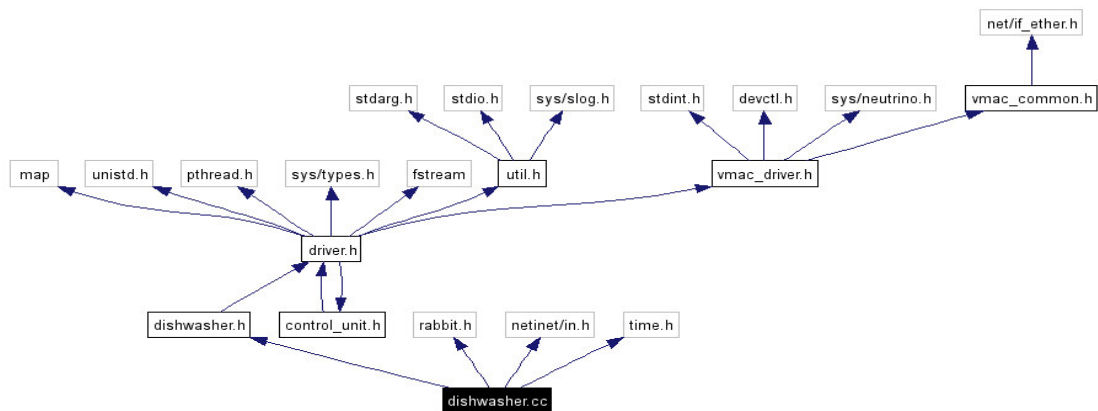 net/if_ether.h
stdarg.h
stdio.h
sys/slog.h
stdint.h
devctl.h
sys/neutrino.h
vmac_common.h
map
unistd.h
pthread.h
sys/types.h
fstream
util.h
vmac_driver.h
driver.h
dishwasher.h
control_unit.h
rabbit.h
netinet/in.h
time.h
dishwasher.cc